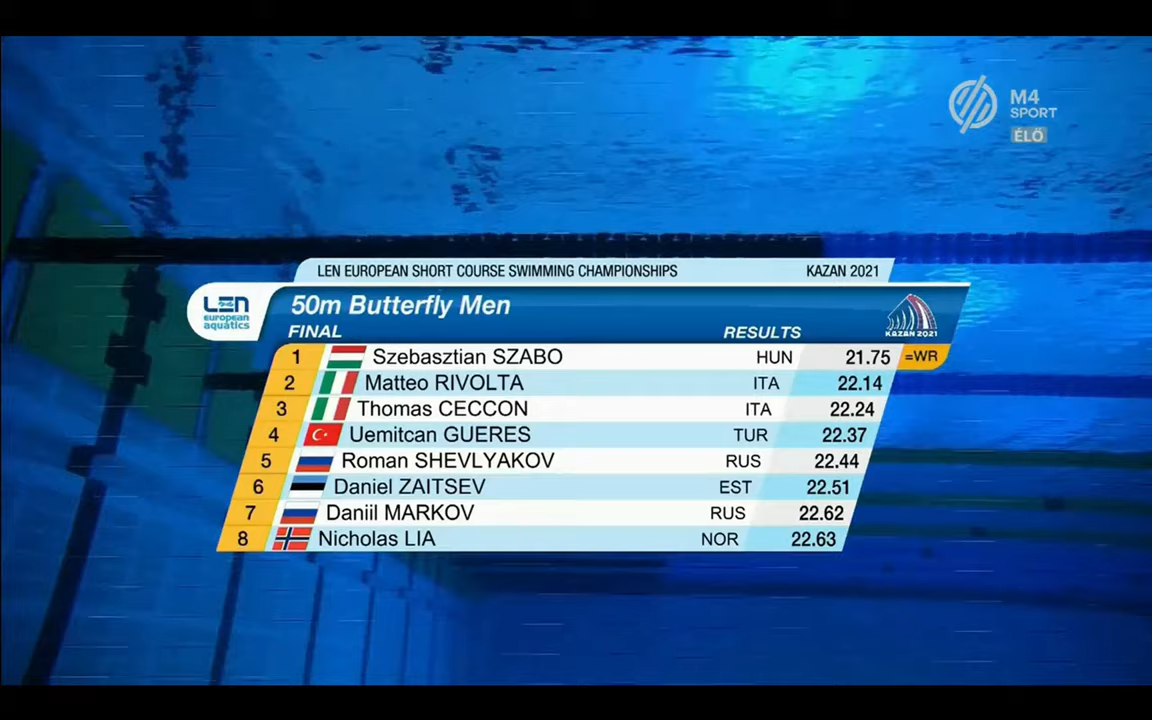 M4
SPORT
ÉLŐ
LEN EUROPEAN SHORT COURSE SWIMMING CHAMPIONSHIPS KAZAN 2021
LEN
european
aquatics
50m Butterfly Men
KAZAN 2021
FINAL RESULTS
1 Szebasztian SZABO HUN 21.75 =WR
2 Matteo RIVOLTA ITA 22.14
3 Thomas CECCON ITA 22.24
4 Uemitcan GUERES TUR 22.37
5 Roman SHEVLYAKOV RUS 22.44
6 Daniel ZAITSEV EST 22.51
7 Daniil MARKOV RUS 22.62
8 Nicholas LIA NOR 22.63